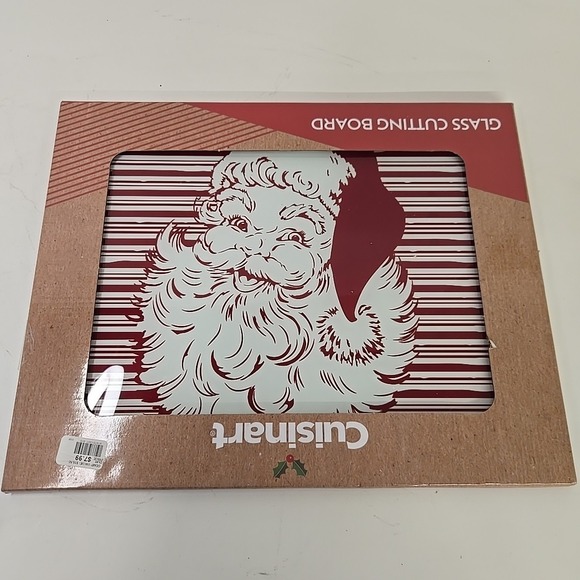 Cuisinart
GLASS CUTTING BOARD
$7.99